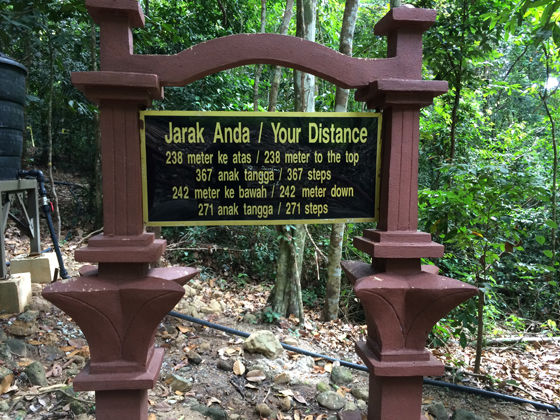 Jarak Anda / Your Distance
238 meter ke atas / 238 meter to the top
367 anak tangga / 367 steps
242 meter ke bawah / 242 meter down
271 anak tangga / 271 steps